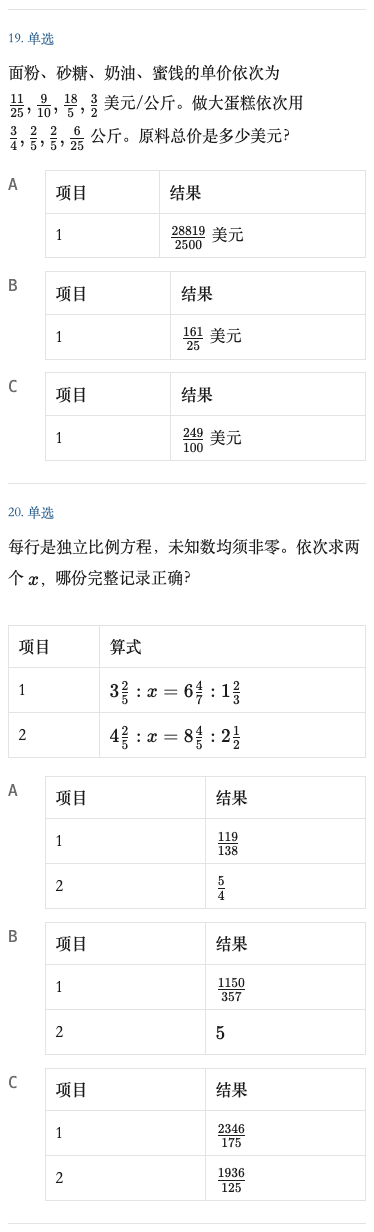 19. 单选
面粉、砂糖、奶油、蜜饯的单价依次为
11/25, 9/10, 18/5, 3/2 美元/公斤。做大蛋糕依次用
3/4, 2/5, 2/5, 6/25 公斤。原料总价是多少美元?
A
项目 结果
1 28819/2500 美元
B
项目 结果
1 161/25 美元
C
项目 结果
1 249/100 美元
20. 单选
每行是独立比例方程，未知数均须非零。依次求两
个 x，哪份完整记录正确?
项目 算式
1 3 2/5 : x = 6 4/7 : 1 2/3
2 4 2/5 : x = 8 4/5 : 2 1/2
A
项目 结果
1 119/138
2 5/4
B
项目 结果
1 1150/357
2 5
C
项目 结果
1 2346/175
2 1936/125